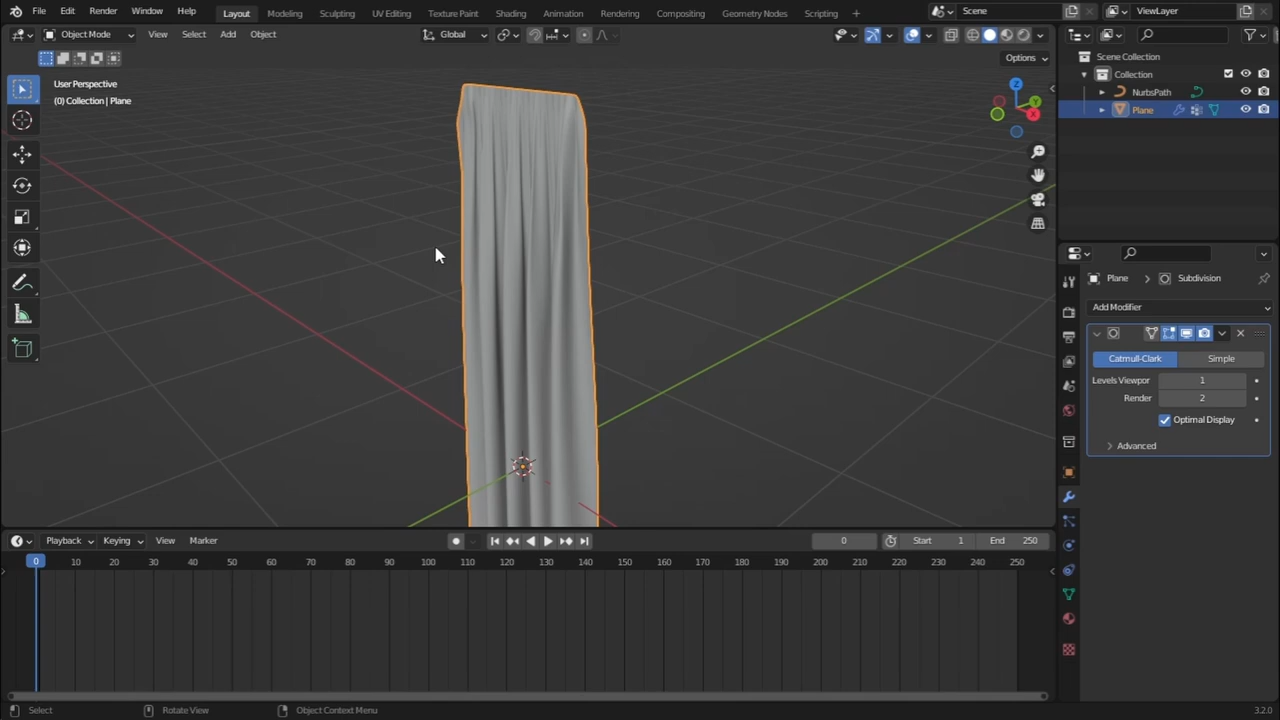 File Edit Render Window Help Layout Modeling Sculpting UV Editing Texture Paint Shading Animation Rendering Compositing Geometry Nodes Scripting + Scene ViewLayer
Object Mode View Select Add Object Global
Options
User Perspective
(0) Collection | Plane
Z
Y
X
Scene Collection
Collection
NurbsPath
Plane
Plane Subdivision
Add Modifier
Catmull-Clark Simple
Levels Viewpor 1
Render 2
Optimal Display
Advanced
Playback Keying View Marker 0 Start 1 End 250
0 10 20 30 40 50 60 70 80 90 100 110 120 130 140 150 160 170 180 190 200 210 220 230 240 250
Select Rotate View Object Context Menu 3.2.0